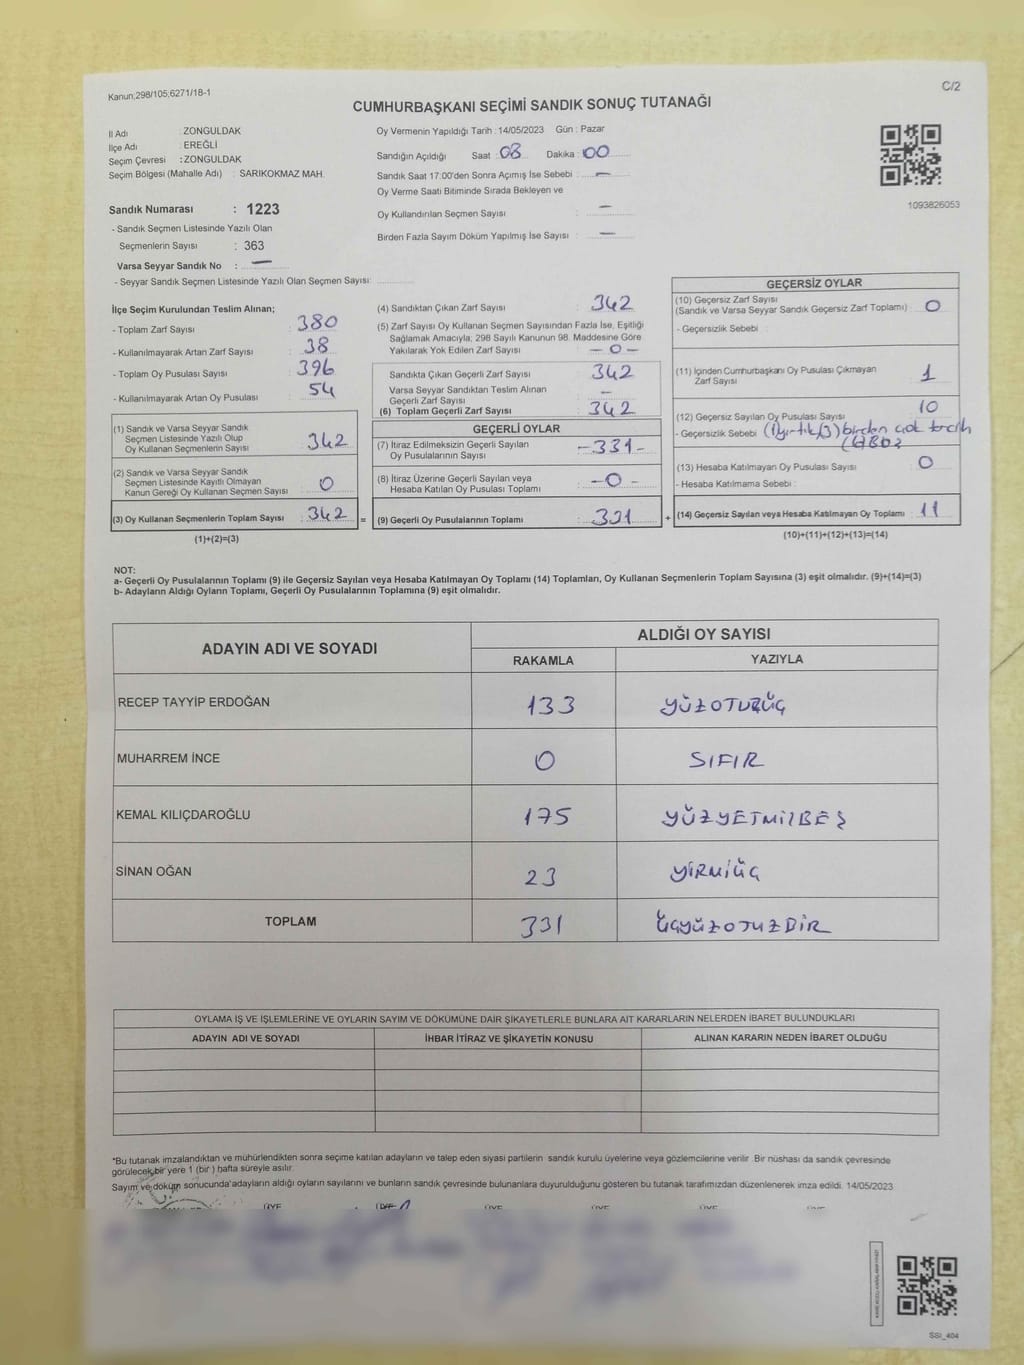 Kanun;298/105;6271/18-1
C/2
CUMHURBAŞKANI SEÇİMİ SANDIK SONUÇ TUTANAĞI
İl Adı : ZONGULDAK
İlçe Adı : EREĞLİ
Seçim Çevresi : ZONGULDAK
Seçim Bölgesi (Mahalle Adı) : SARIKOKMAZ MAH.
Sandık Numarası : 1223
- Sandık Seçmen Listesinde Yazılı Olan
Seçmenlerin Sayısı : 363
Varsa Seyyar Sandık No : —
- Seyyar Sandık Seçmen Listesinde Yazılı Olan Seçmen Sayısı:
Oy Vermenin Yapıldığı Tarih : 14/05/2023 Gün : Pazar
Sandığın Açıldığı Saat : 08 Dakika : 00
Sandık Saat 17:00'den Sonra Açımış İse Sebebi : —
Oy Verme Saati Bitiminde Sırada Bekleyen ve
Oy Kullandırılan Seçmen Sayısı : —
Birden Fazla Sayım Döküm Yapılmış İse Sayısı : —
1093826053
İlçe Seçim Kurulundan Teslim Alınan;
- Toplam Zarf Sayısı : 380
- Kullanılmayarak Artan Zarf Sayısı : 38
- Toplam Oy Pusulası Sayısı : 396
- Kullanılmayarak Artan Oy Pusulası : 54
(1) Sandık ve Varsa Seyyar Sandık
Seçmen Listesinde Yazılı Olup
Oy Kullanan Seçmen Sayısı : 342
(2) Sandık ve Varsa Seyyar Sandık
Seçmen Listesinde Kayıtlı Olmayan
Kanun Gereği Oy Kullanan Seçmen Sayısı : 0
(3) Oy Kullanan Seçmenlerin Toplam Sayısı : 342 =
(1)+(2)=(3)
(4) Sandıktan Çıkan Zarf Sayısı : 342
(5) Zarf Sayısı Oy Kullanan Seçmen Sayısından Fazla İse, Eşitliği
Sağlamak Amacıyla; 298 Sayılı Kanunun 98. Maddesine Göre
Yakılarak Yok Edilen Zarf Sayısı : — 0 —
Sandıkta Çıkan Geçerli Zarf Sayısı : 342
Varsa Seyyar Sandıktan Teslim Alınan
Geçerli Zarf Sayısı : —
(6) Toplam Geçerli Zarf Sayısı : 342
GEÇERLİ OYLAR
(7) İtiraz Edilmeksizin Geçerli Sayılan
Oy Pusulalarının Sayısı : -331-
(8) İtiraz Üzerine Geçerli Sayılan veya
Hesaba Katılan Oy Pusulası Toplamı : -0-
(9) Geçerli Oy Pusulalarının Toplamı : 331 +
GEÇERSİZ OYLAR
(10) Geçersiz Zarf Sayısı
(Sandık ve Varsa Seyyar Sandık Geçersiz Zarf Toplamı) : 0
- Geçersizlik Sebebi :
(11) İçinden Cumhurbaşkanı Oy Pusulası Çıkmayan
Zarf Sayısı : 1
(12) Geçersiz Sayılan Oy Pusulası Sayısı : 10
- Geçersizlik Sebebi birden çok tercih
(13) Hesaba Katılmayan Oy Pusulası Sayısı : 0
- Hesaba Katılmama Sebebi :
(14) Geçersiz Sayılan veya Hesaba Katılmayan Oy Toplamı : 11
(10)+(11)+(12)+(13)=(14)
NOT:
a- Geçerli Oy Pusulalarının Toplamı (9) ile Geçersiz Sayılan veya Hesaba Katılmayan Oy Toplamı (14) Toplamları, Oy Kullanan Seçmenlerin Toplam Sayısına (3) eşit olmalıdır. (9)+(14)=(3)
b- Adayların Aldığı Oyların Toplamı, Geçerli Oy Pusulalarının Toplamına (9) eşit olmalıdır.
ADAYIN ADI VE SOYADI ALDIĞI OY SAYISI
RAKAMLA YAZIYLA
RECEP TAYYİP ERDOĞAN 133 YÜZOTUZÜÇ
MUHARREM İNCE 0 SIFIR
KEMAL KILIÇDAROĞLU 175 YÜZYETMİŞBEŞ
SİNAN OĞAN 23 YİRMİÜÇ
TOPLAM 331 ÜÇYÜZOTUZBİR
OYLAMA İŞ VE İŞLEMLERİNE VE OYLARIN SAYIM VE DÖKÜMÜNE DAİR ŞİKAYETLERLE BUNLARA AİT KARARLARIN NELERDEN İBARET BULUNDUKLARI
ADAYIN ADI VE SOYADI İHBAR İTİRAZ VE ŞİKAYETİN KONUSU ALINAN KARARIN NEDEN İBARET OLDUĞU
*Bu tutanak imzalandıktan ve mühürlendikten sonra seçime katılan adayların ve talep eden siyasi partilerin sandık kurulu üyelerine veya gözlemcilerine verilir. Bir nüshası da sandık çevresinde
görülecek bir yere 1 (bir ) hafta süreyle asılır.
Sayım ve döküm sonucunda adayların aldığı oyların sayılarını ve bunların sandık çevresinde bulunanlara duyurulduğunu gösteren bu tutanak tarafımızdan düzenlenerek imza edildi. 14/05/2023
ÜYE ÜYE ÜYE ÜYE ÜYE
SSI_404